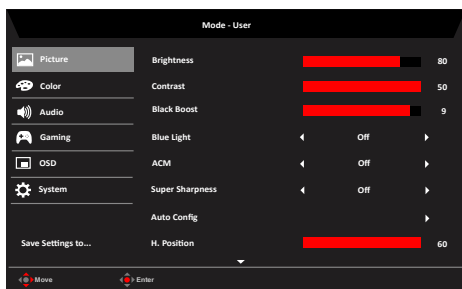 Mode - User
Picture
Brightness 80
Color
Contrast 50
Audio
Black Boost 9
Gaming
Blue Light Off
OSD
ACM Off
System
Super Sharpness Off
Auto Config
Save Settings to...
H. Position 60
Move Enter